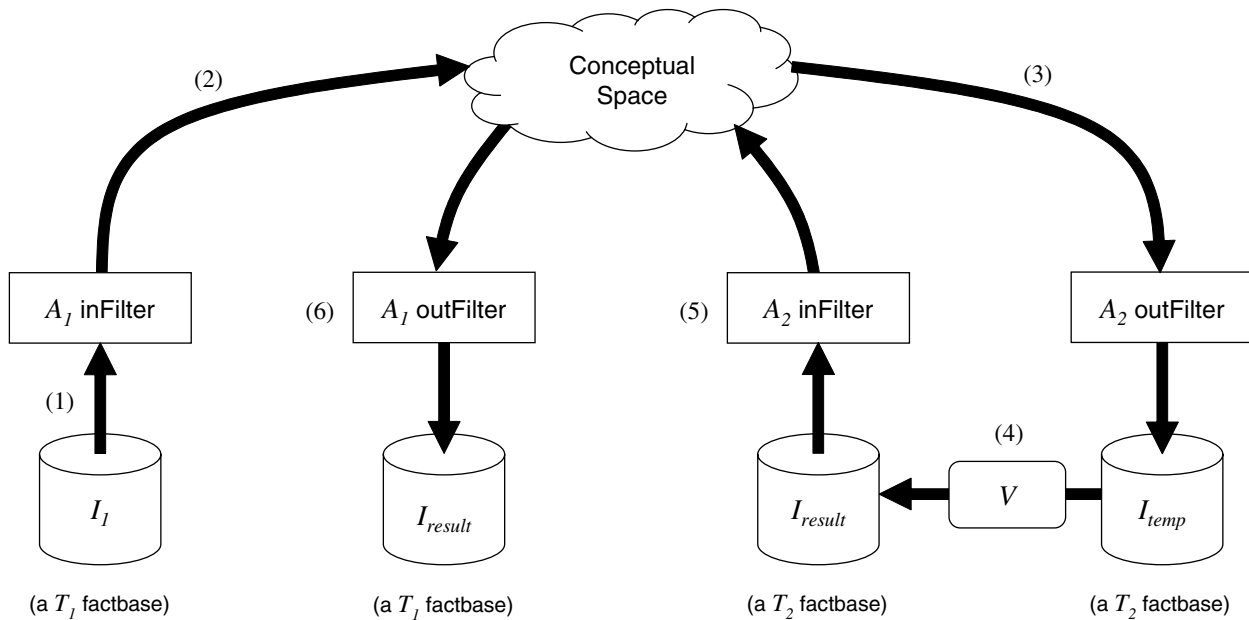 Conceptual
Space
(2)
(3)
A1 inFilter
(6)
A1 outFilter
(5)
A2 inFilter
A2 outFilter
(1)
(4)
I1
Iresult
Iresult
V
Itemp
(a T1 factbase)
(a T1 factbase)
(a T2 factbase)
(a T2 factbase)